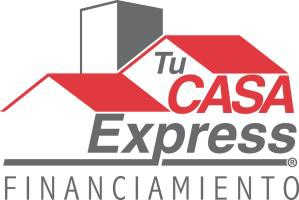 Tu
CASA
Express®
FINANCIAMIENTO